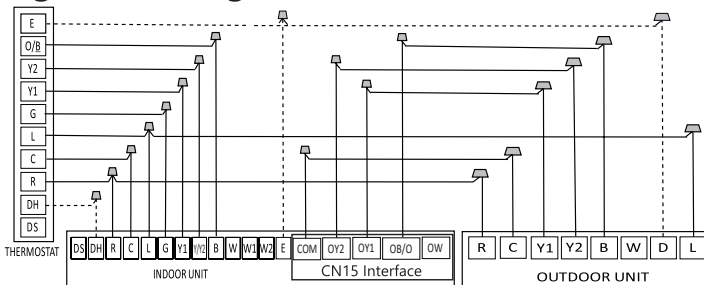 E
O/B
Y2
Y1
G
L
C
R
DH
DS
THERMOSTAT
DS DH R C L G Y1 Y/Y2 B W W1 W2 E COM OY2 OY1 OB/O OW
INDOOR UNIT
CN15 Interface
R C Y1 Y2 B W D L
OUTDOOR UNIT